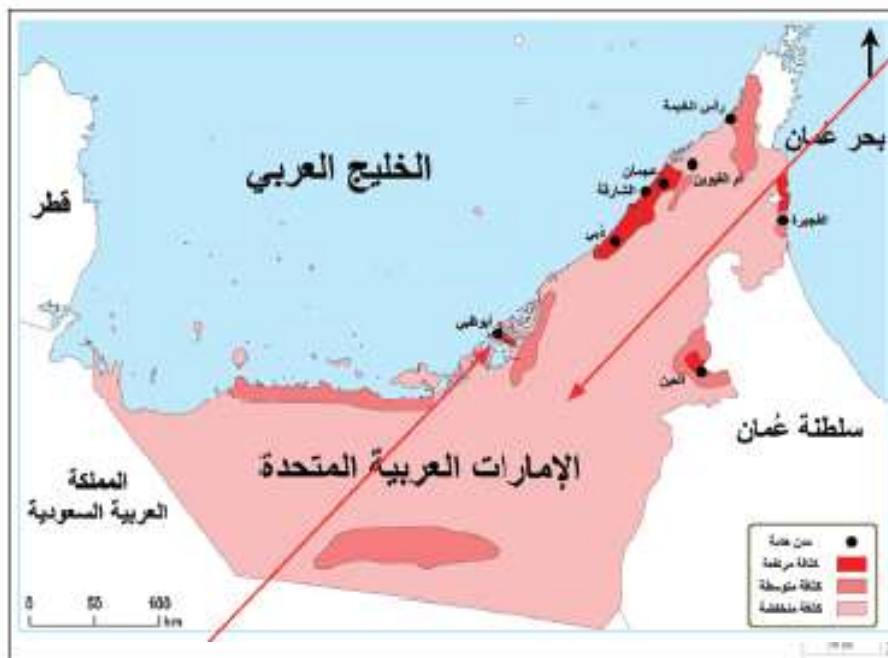 رأس الخيمة
بحر عُمان
الخليج العربي
عجمان
أم القيوين
الشارقة
قطر
الفجيرة
دبي
أبوظبي
العين
سلطنة عُمان
الإمارات العربية المتحدة
المملكة
العربية السعودية
مدن هامة
كثافة مرتفعة
كثافة متوسطة
كثافة منخفضة
0 50 100
km